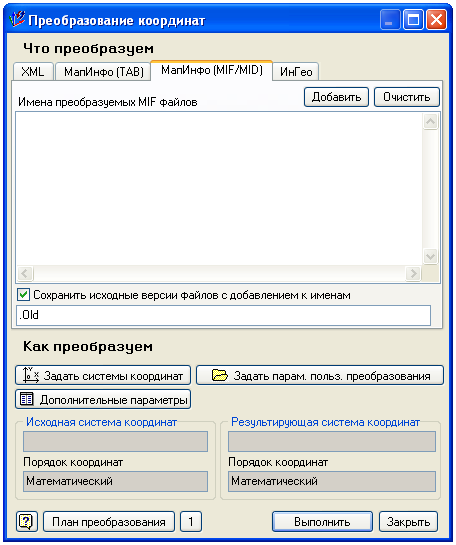 Преобразование координат
Что преобразуем
XML МапИнфо (TAB) МапИнфо (MIF/MID) ИнГео
Имена преобразуемых MIF файлов Добавить Очистить
Сохранить исходные версии файлов с добавлением к именам
.Old
Как преобразуем
Задать системы координат Задать парам. польз. преобразования
Дополнительные параметры
Исходная система координат Результирующая система координат
Порядок координат Порядок координат
Математический Математический
? План преобразования 1 Выполнить Закрыть